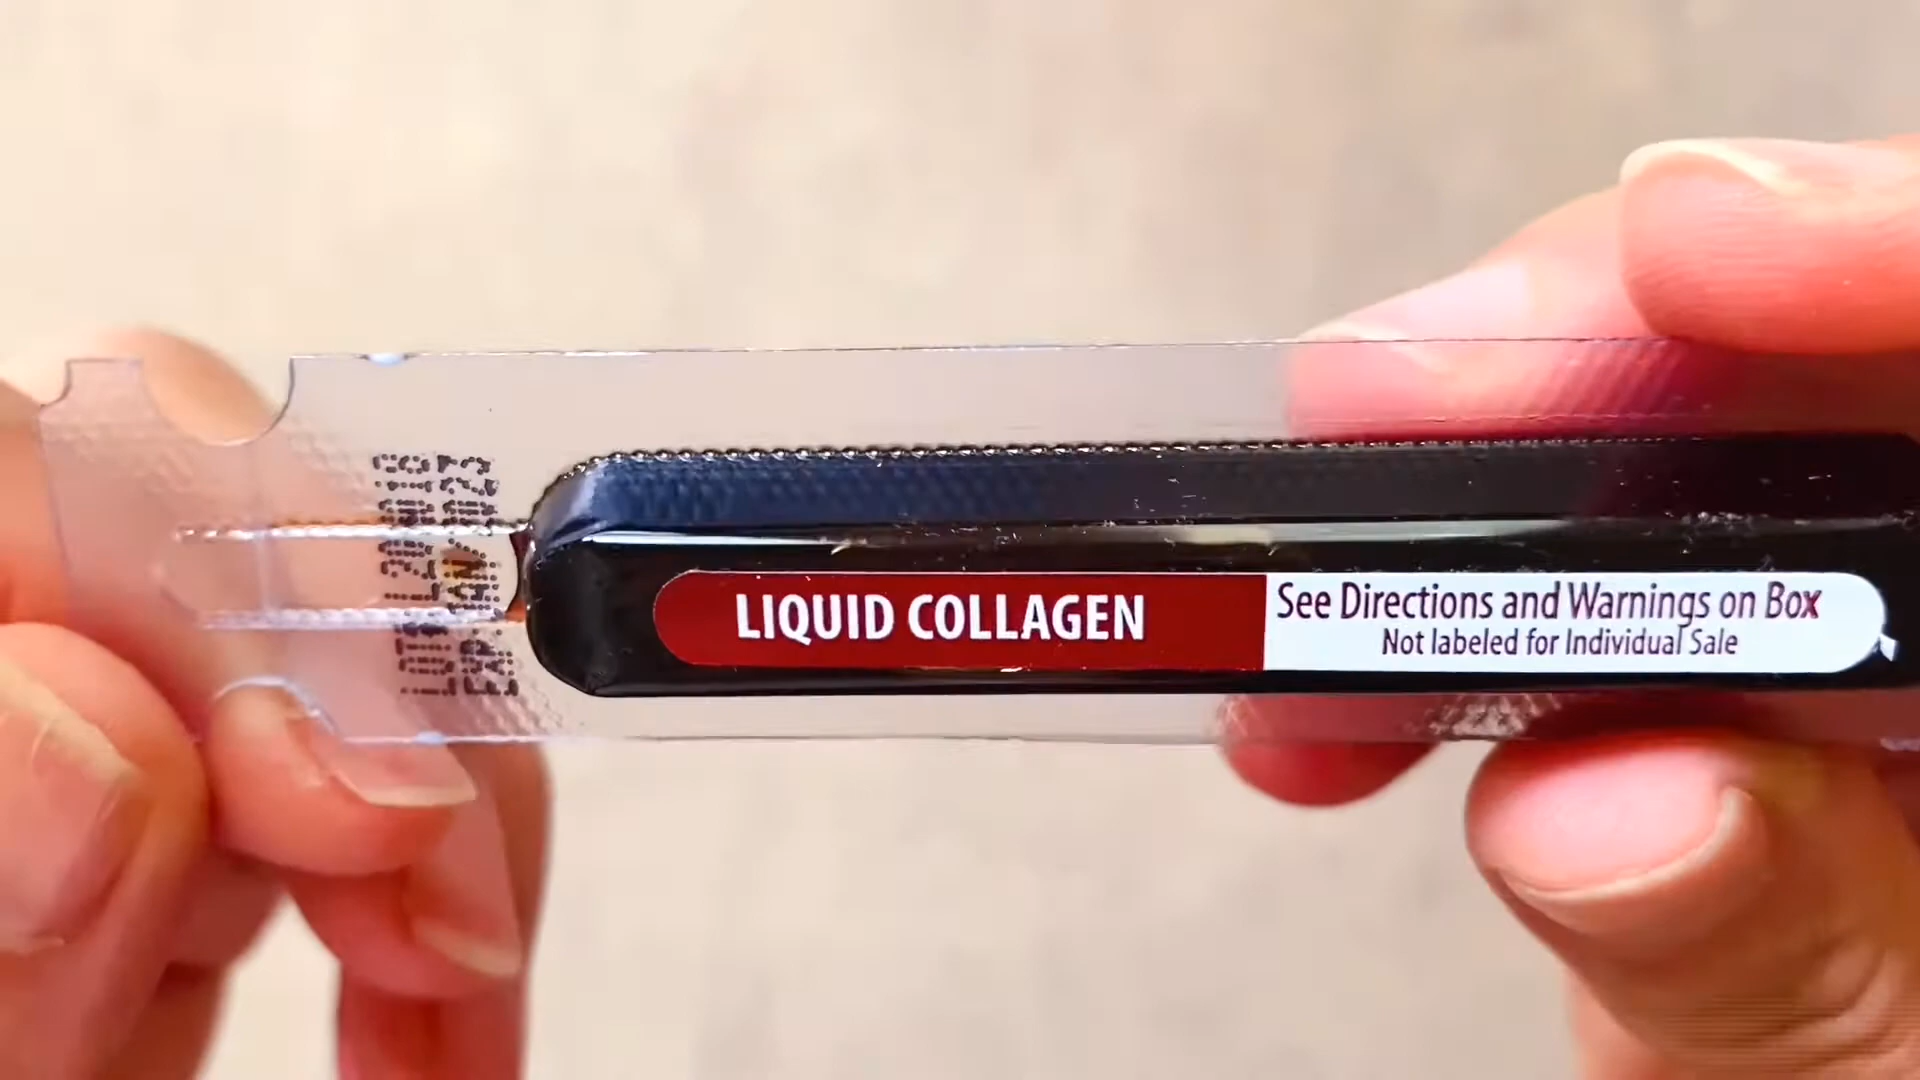 LIQUID COLLAGEN
See Directions and Warnings on Box
Not labeled for Individual Sale